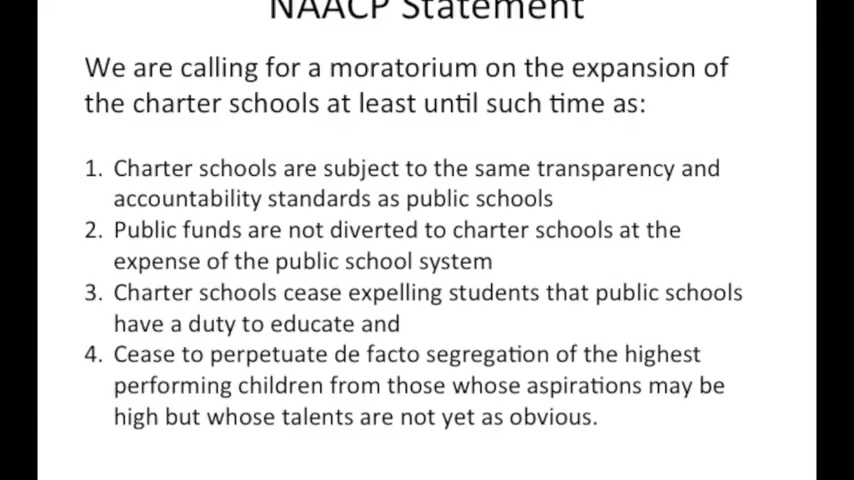 NAACP Statement
We are calling for a moratorium on the expansion of
the charter schools at least until such time as:
1. Charter schools are subject to the same transparency and
accountability standards as public schools
2. Public funds are not diverted to charter schools at the
expense of the public school system
3. Charter schools cease expelling students that public schools
have a duty to educate and
4. Cease to perpetuate de facto segregation of the highest
performing children from those whose aspirations may be
high but whose talents are not yet as obvious.